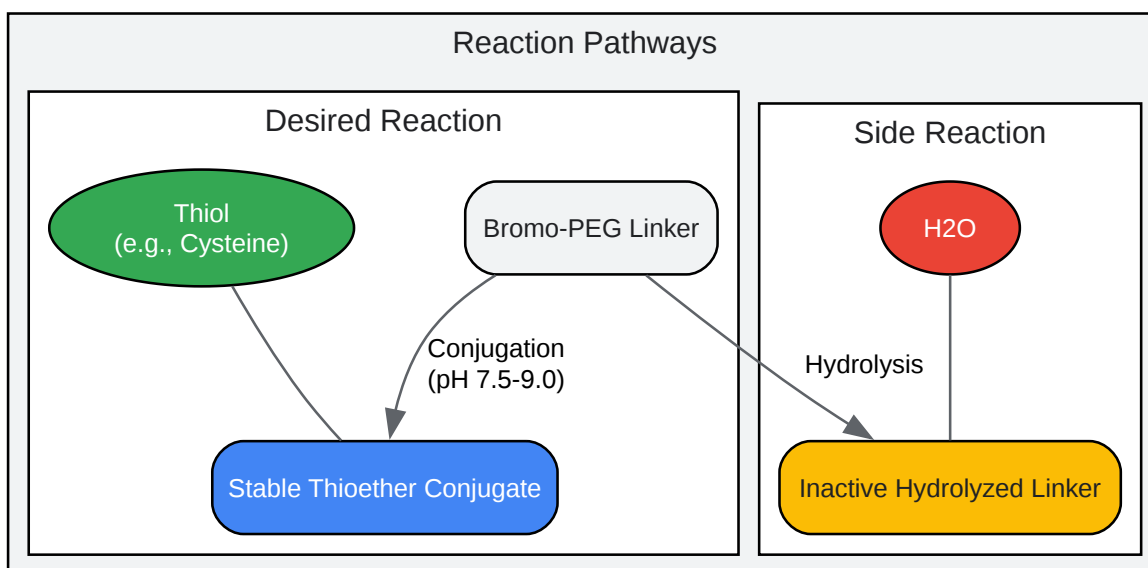 Reaction Pathways
Desired Reaction
Side Reaction
Thiol
(e.g., Cysteine)
Bromo-PEG Linker
H2O
Conjugation
(pH 7.5-9.0)
Hydrolysis
Stable Thioether Conjugate
Inactive Hydrolyzed Linker